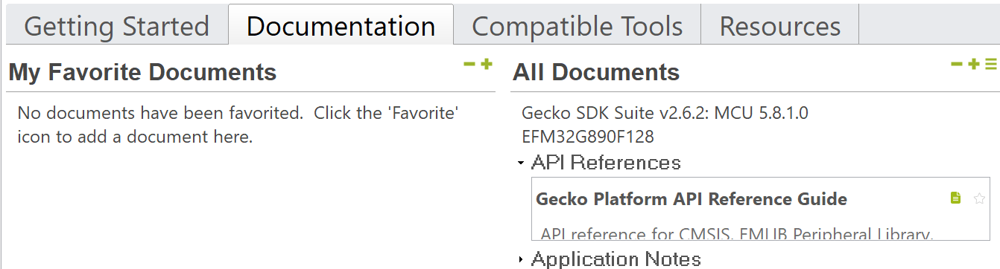 Getting Started Documentation Compatible Tools Resources
My Favorite Documents
No documents have been favorited. Click the 'Favorite'
icon to add a document here.
All Documents
Gecko SDK Suite v2.6.2: MCU 5.8.1.0
EFM32G890F128
API References
Gecko Platform API Reference Guide
API reference for CMSIS, EMLIB Peripheral Library,
Application Notes